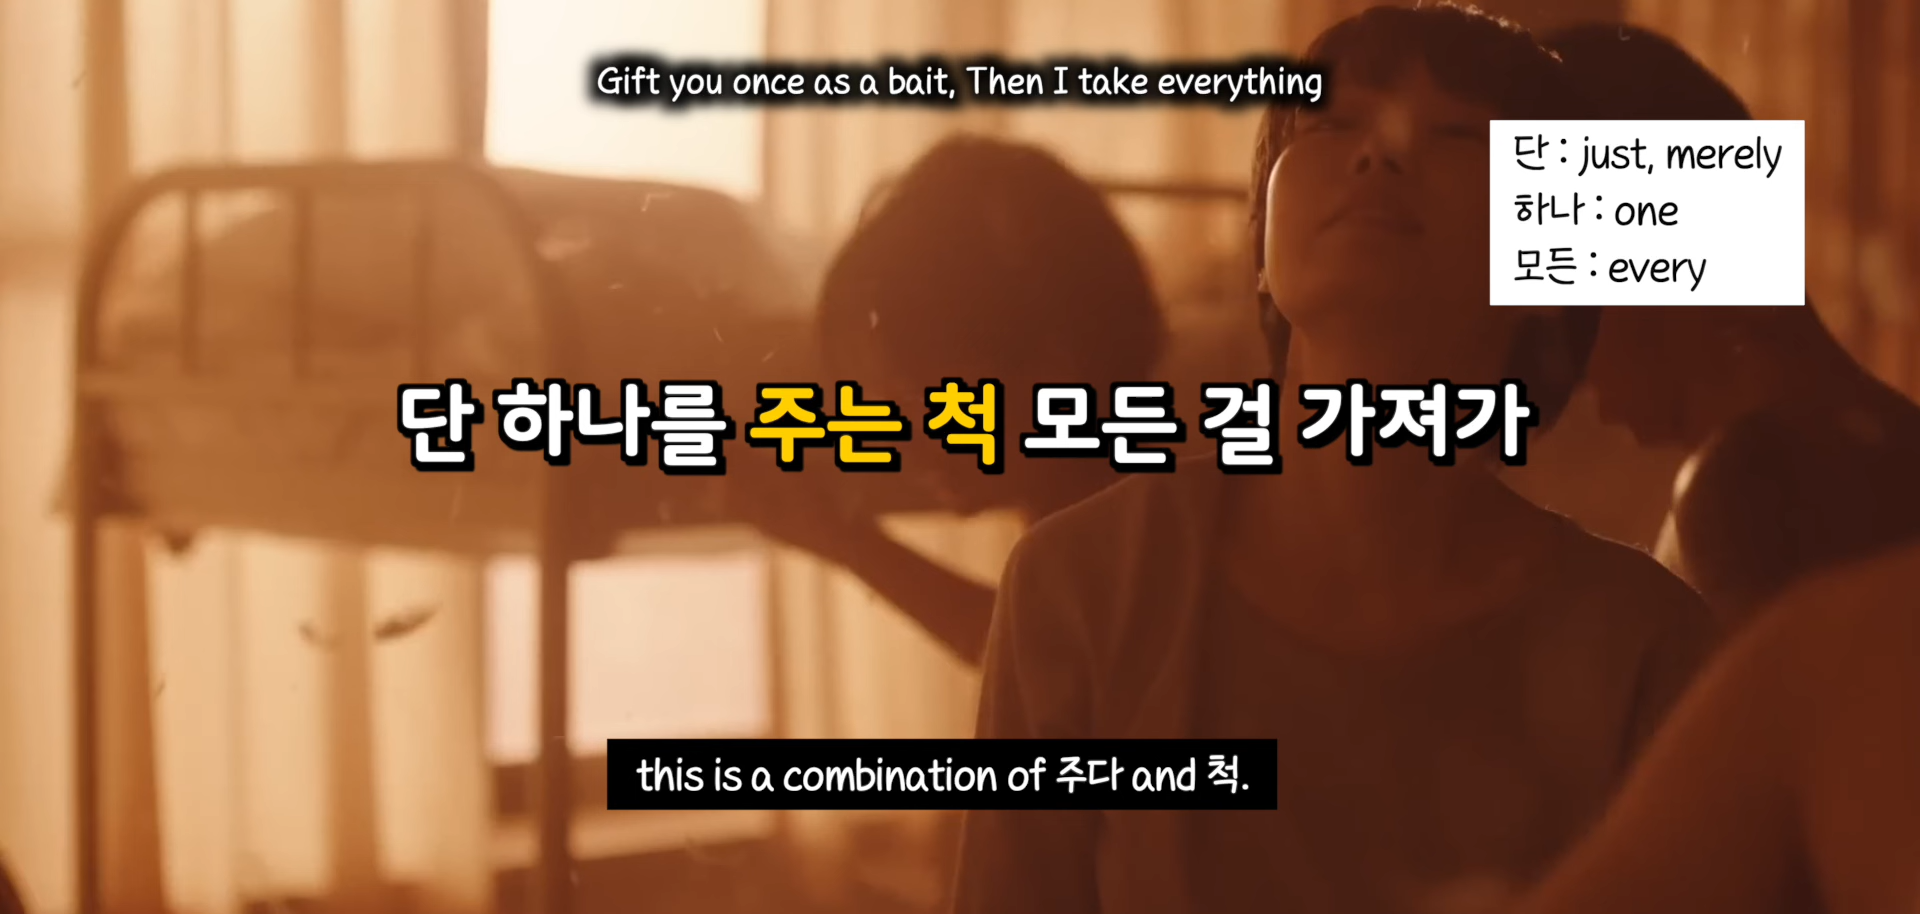 Gift you once as a bait, Then I take everything
단 : just, merely
하나 : one
모든 : every
단 하나를 주는 척 모든 걸 가져가
this is a combination of 주다 and 척.